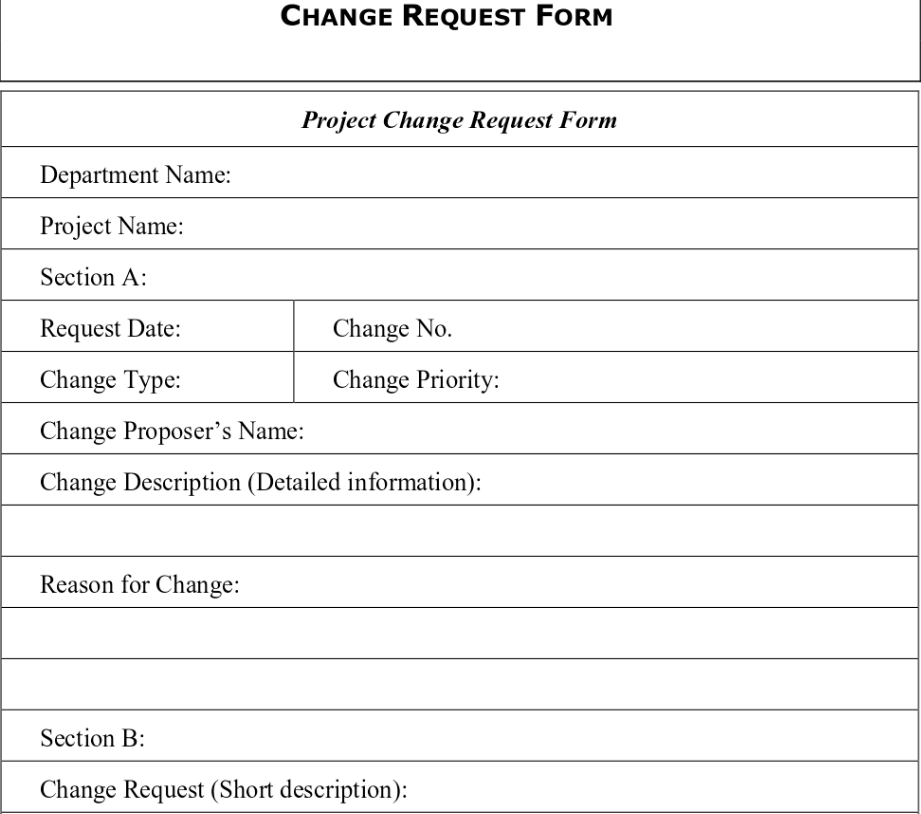 CHANGE REQUEST FORM
Project Change Request Form
Department Name:
Project Name:
Section A:
Request Date:
Change No.
Change Type:
Change Priority:
Change Proposer’s Name:
Change Description (Detailed information):
Reason for Change:
Section B:
Change Request (Short description):